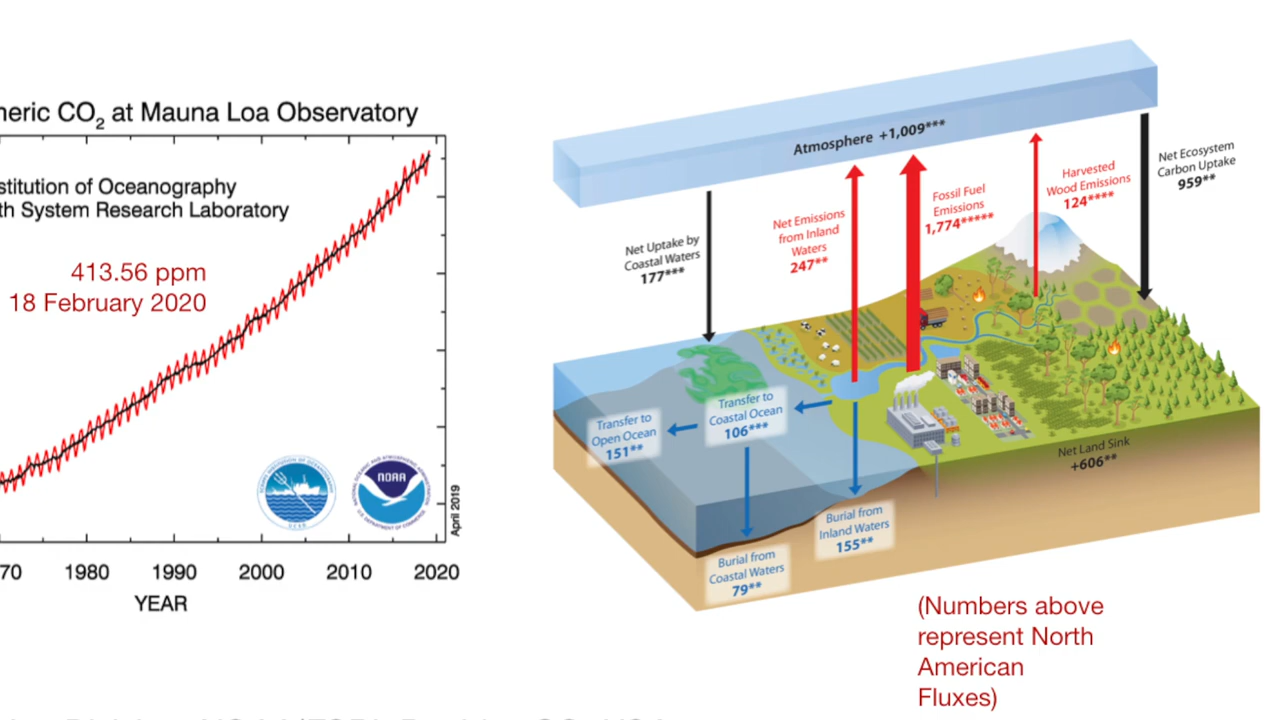 neric CO2 at Mauna Loa Observatory
stitution of Oceanography
th System Research Laboratory
413.56 ppm
18 February 2020
NOAA
April 2019
70 1980 1990 2000 2010 2020
YEAR
Atmosphere +1,009***
Net Uptake by
Coastal Waters
177***
Net Emissions
from Inland
Waters
247**
Fossil Fuel
Emissions
1,774*****
Harvested
Wood Emissions
124****
Net Ecosystem
Carbon Uptake
959**
Transfer to
Open Ocean
151**
Transfer to
Coastal Ocean
106***
Net Land Sink
+606**
Burial from
Inland Waters
155**
Burial from
Coastal Waters
79**
(Numbers above
represent North
American
Fluxes)